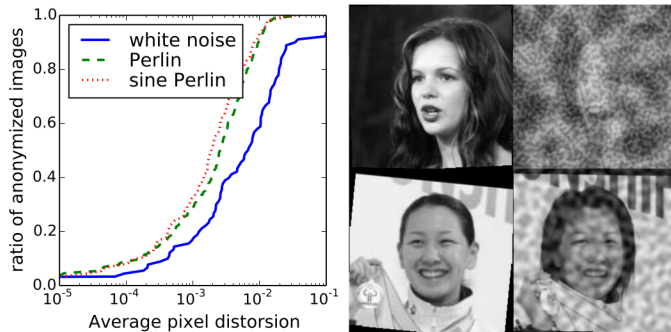 ratio of anonymized images
1.0
0.8
0.6
0.4
0.2
0.0
white noise
Perlin
sine Perlin
10^-5 10^-4 10^-3 10^-2 10^-1
Average pixel distorsion